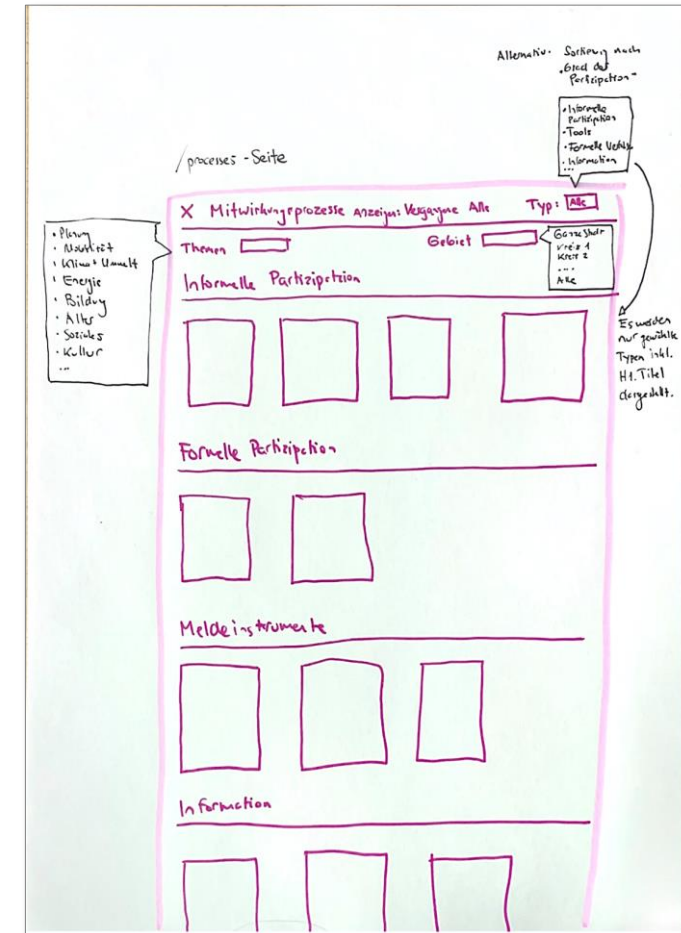 Alternativ: Sortierung nach
"Grad der
Partizipation"
• Informelle
Partizipation
• Tools
• Formelle
• Information
...
/processes - Seite
X Mitwirkungsprozesse Anzeigen: Vergangene Alle Typ: Alle
Themen Gebiet
• Planung
• Mobilität
• Klima + Umwelt
• Energie
• Bildung
• Alter
• Soziales
• Kultur
...
Ganze Stadt
Kreis 1
Kreis 2
....
Alle
Es werden
nur gewählte
Typen inkl.
H1. Titel
dargestellt.
Informelle Partizipation
Formelle Partizipation
Meldeinstrumente
Information